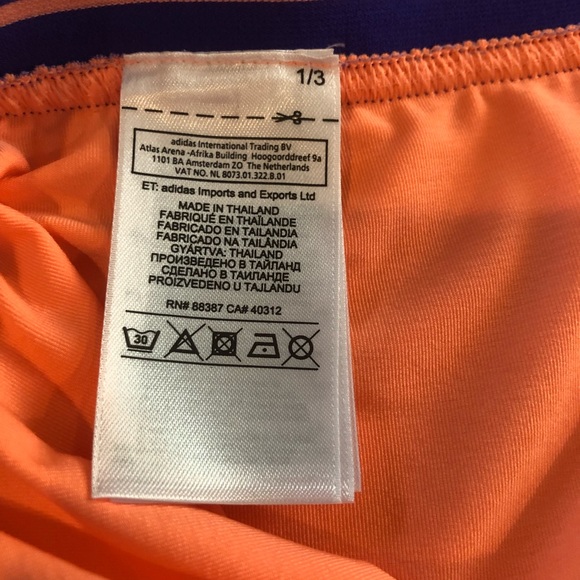 1/3
adidas International Trading BV
Atlas Arena -Afrika Building Hoogoorddreef 9a
1101 BA Amsterdam ZO The Netherlands
VAT NO. NL 8073.01.322.B.01
ET: adidas Imports and Exports Ltd
MADE IN THAILAND
FABRIQUÉ EN THAÏLANDE
FABRICADO EN TAILANDIA
FABRICADO NA TAILÂNDIA
GYÁRTVA: THAILAND
ПРОИЗВЕДЕНО В ТАЙЛАНД
СДЕЛАНО В ТАИЛАНДЕ
PROIZVEDENO U TAJLANDU
RN# 88387 CA# 40312
30